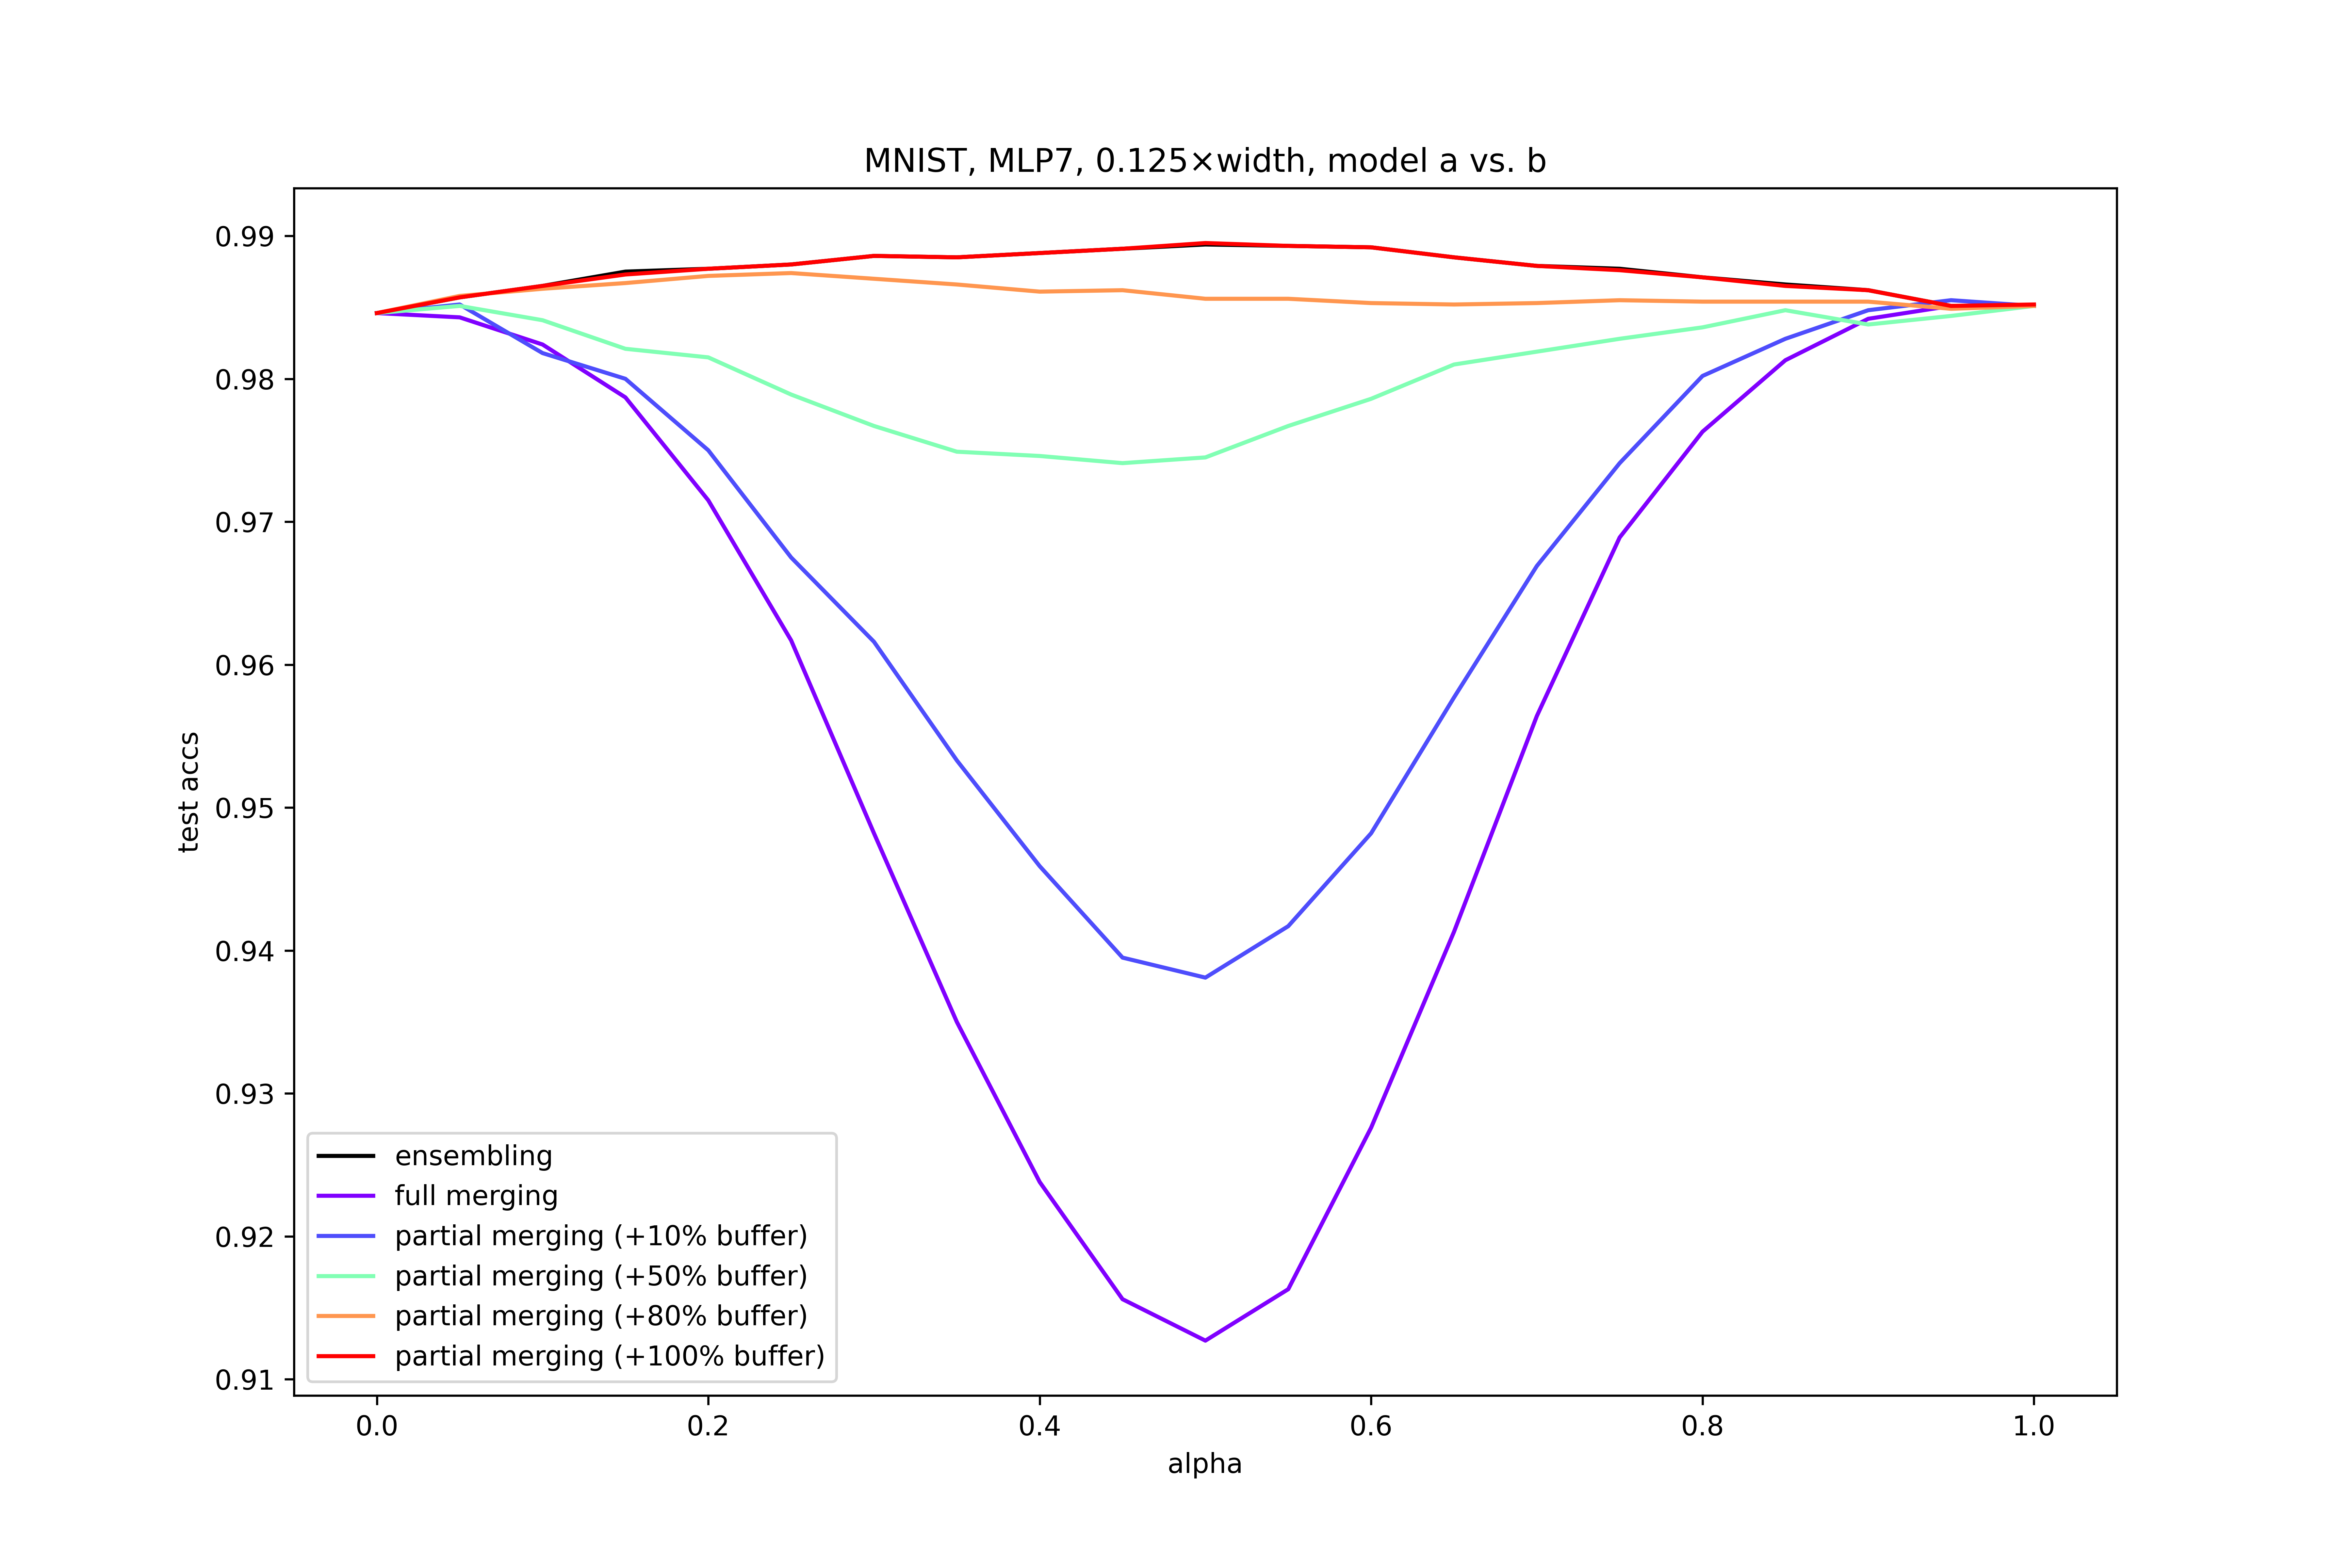 MNIST, MLP7, 0.125×width, model a vs. b
test accs
0.99
0.98
0.97
0.96
0.95
0.94
0.93
0.92
0.91
ensembling
full merging
partial merging (+10% buffer)
partial merging (+50% buffer)
partial merging (+80% buffer)
partial merging (+100% buffer)
0.0 0.2 0.4 0.6 0.8 1.0
alpha